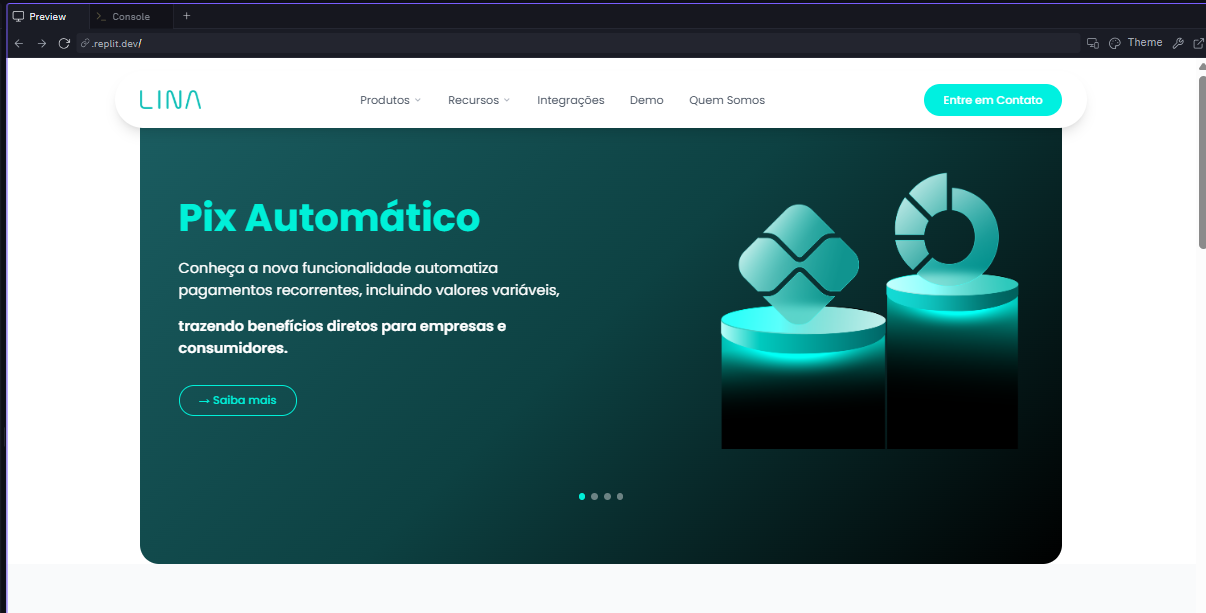 Preview
Console
.replit.dev/
Theme
LINA
Produtos
Recursos
Integrações
Demo
Quem Somos
Entre em Contato
Pix Automático
Conheça a nova funcionalidade automatiza
pagamentos recorrentes, incluindo valores variáveis,
trazendo benefícios diretos para empresas e
consumidores.
→ Saiba mais